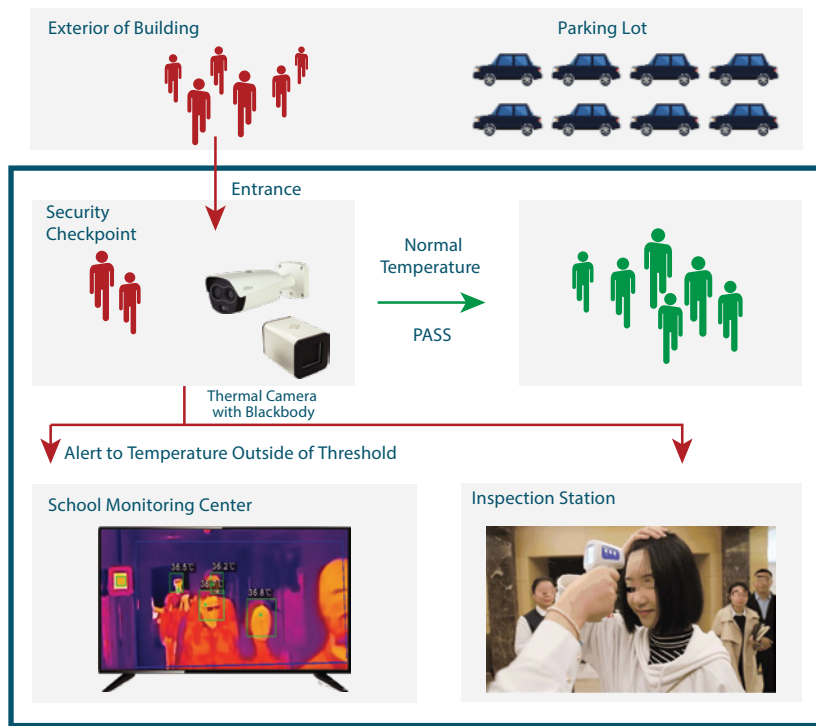 Exterior of Building
Parking Lot
Entrance
Security
Checkpoint
Normal
Temperature
PASS
Thermal Camera
with Blackbody
Alert to Temperature Outside of Threshold
School Monitoring Center
Inspection Station
36.5℃
36.2℃
36.8℃